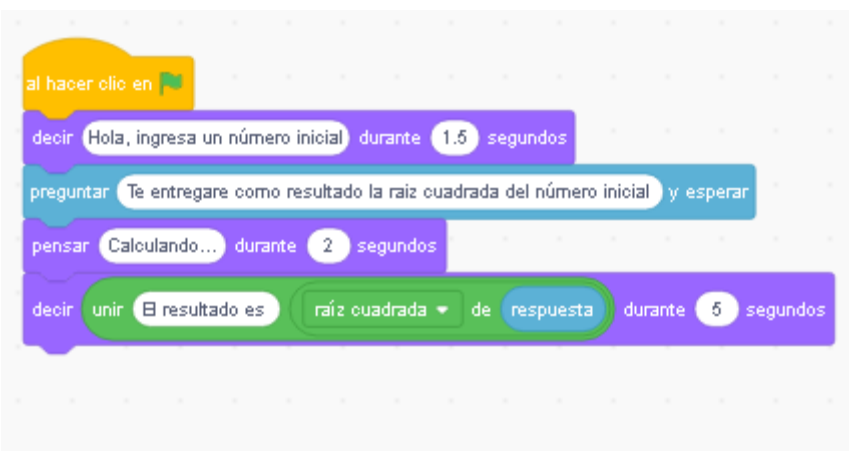 al hacer clic en
decir Hola, ingresa un número inicial durante 1.5 segundos
preguntar Te entregare como resultado la raiz cuadrada del número inicial y esperar
pensar Calculando... durante 2 segundos
decir unir El resultado es raíz cuadrada de respuesta durante 5 segundos